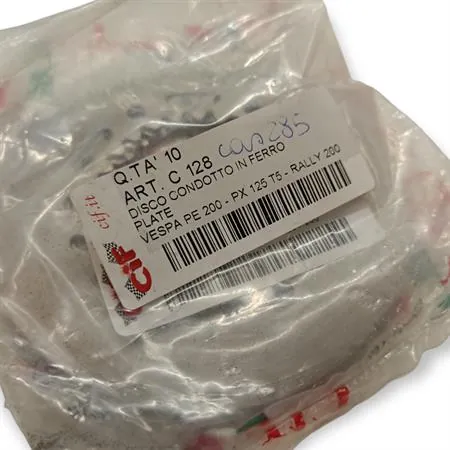 Q.TA' 10
ART. C 128
DISCO CONDOTTO IN FERRO
PLATE
VESPA PE 200 - PX 125 T5 - RALLY 200
cif.it
CIF